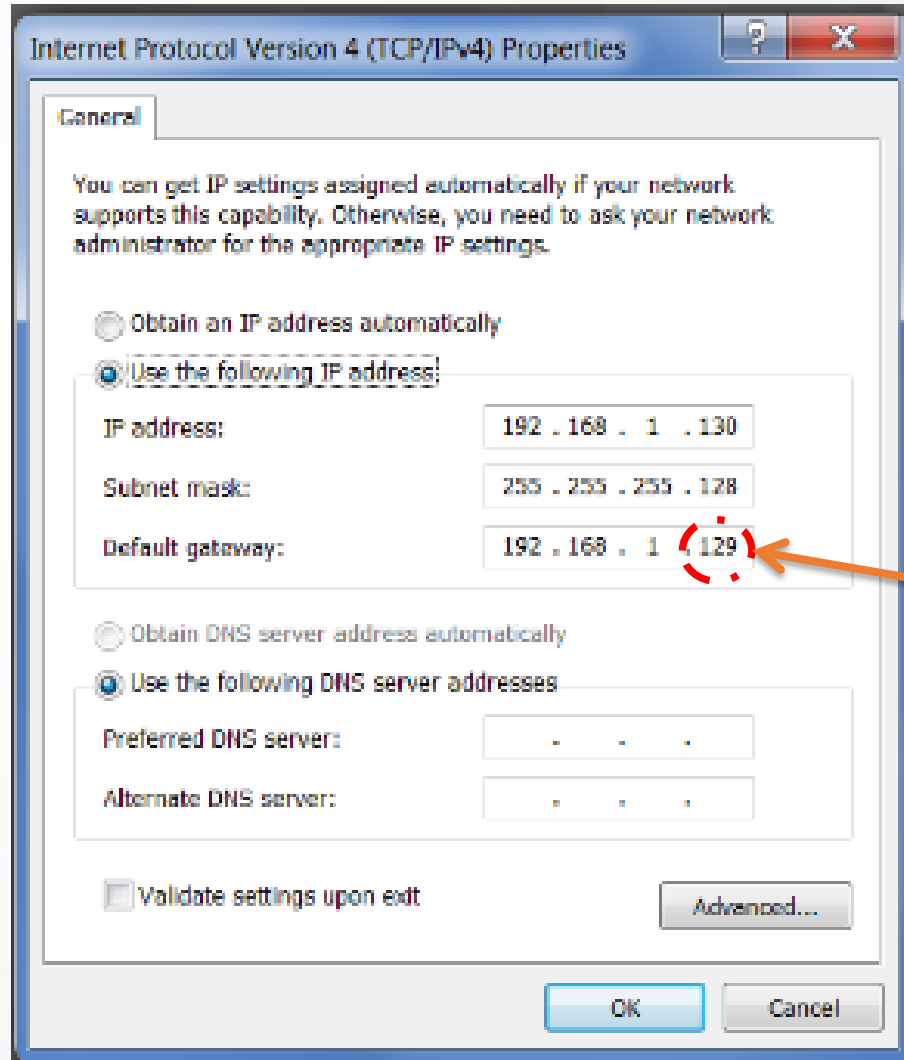 Internet Protocol Version 4 (TCP/IPv4) Properties
General
You can get IP settings assigned automatically if your network
supports this capability. Otherwise, you need to ask your network
administrator for the appropriate IP settings.
Obtain an IP address automatically
Use the following IP address:
IP address: 192 . 168 . 1 . 130
Subnet mask: 255 . 255 . 255 . 128
Default gateway: 192 . 168 . 1 . 129
Obtain DNS server address automatically
Use the following DNS server addresses
Preferred DNS server: . . .
Alternate DNS server: . . .
Validate settings upon exit
Advanced...
OK Cancel